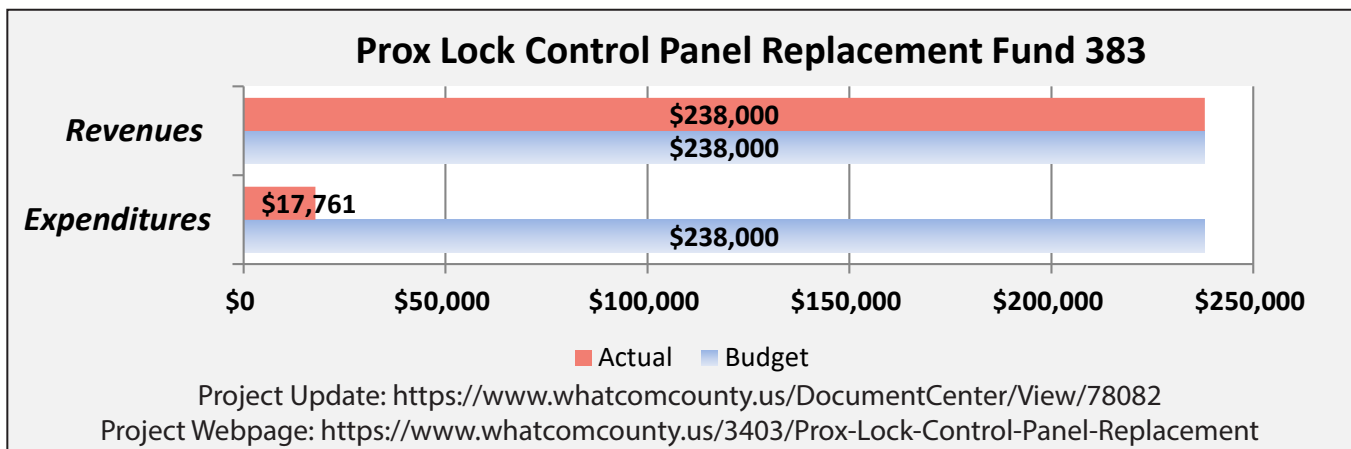 Prox Lock Control Panel Replacement Fund 383
Revenues
$238,000
$238,000
Expenditures
$17,761
$238,000
$0 $50,000 $100,000 $150,000 $200,000 $250,000
Actual Budget
Project Update: https://www.whatcomcounty.us/DocumentCenter/View/78082
Project Webpage: https://www.whatcomcounty.us/3403/Prox-Lock-Control-Panel-Replacement